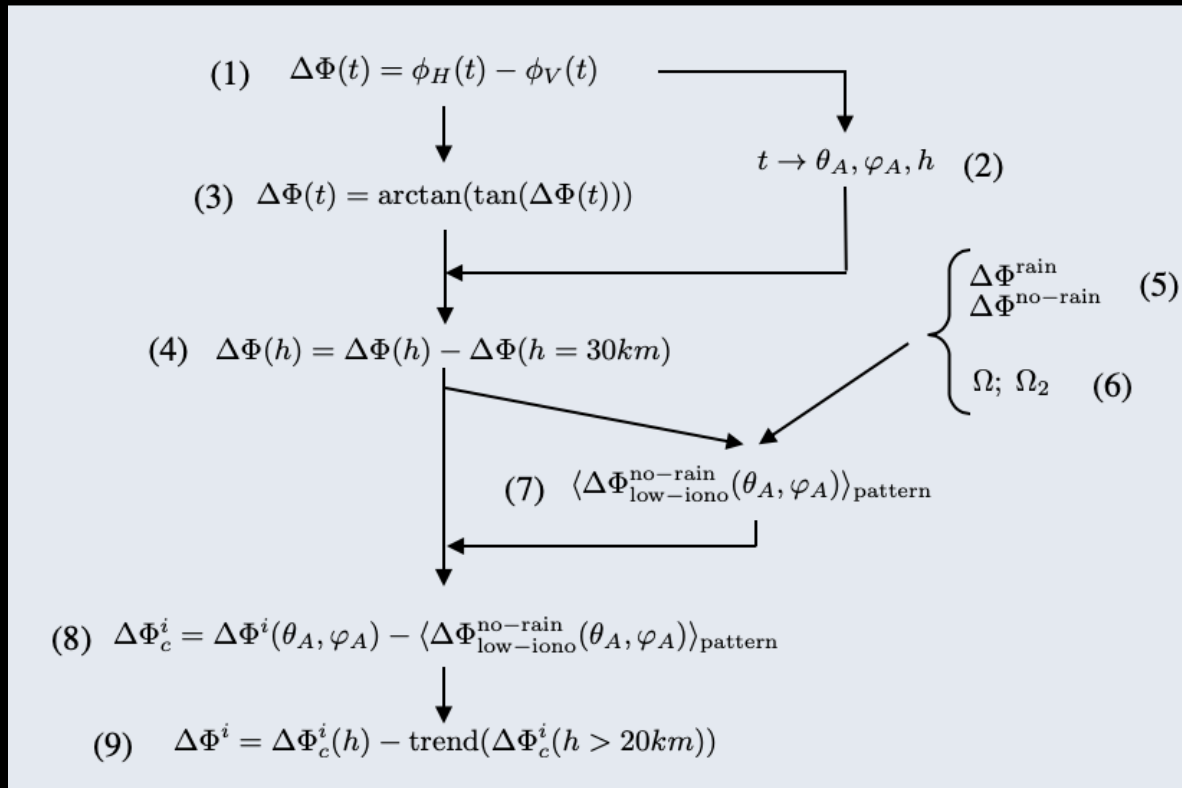 (1) ΔΦ(t) = ϕ_H(t) − ϕ_V(t)
t → θ_A, φ_A, h (2)
(3) ΔΦ(t) = arctan(tan(ΔΦ(t)))
ΔΦ^rain
ΔΦ^no−rain (5)
(4) ΔΦ(h) = ΔΦ(h) − ΔΦ(h = 30km)
Ω; Ω_2 (6)
(7) ⟨ΔΦ^no−rain_low−iono(θ_A, φ_A)⟩_pattern
(8) ΔΦ^i_c = ΔΦ^i(θ_A, φ_A) − ⟨ΔΦ^no−rain_low−iono(θ_A, φ_A)⟩_pattern
(9) ΔΦ^i = ΔΦ^i_c(h) − trend(ΔΦ^i_c(h > 20km))